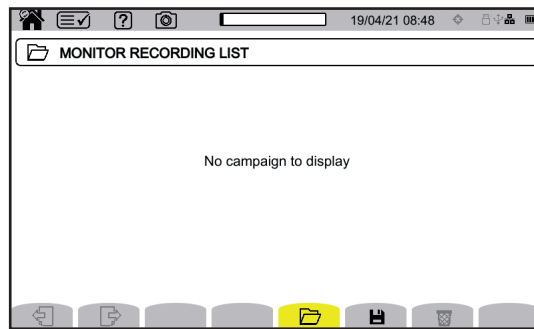 ?
19/04/21 08:48
MONITOR RECORDING LIST
No campaign to display